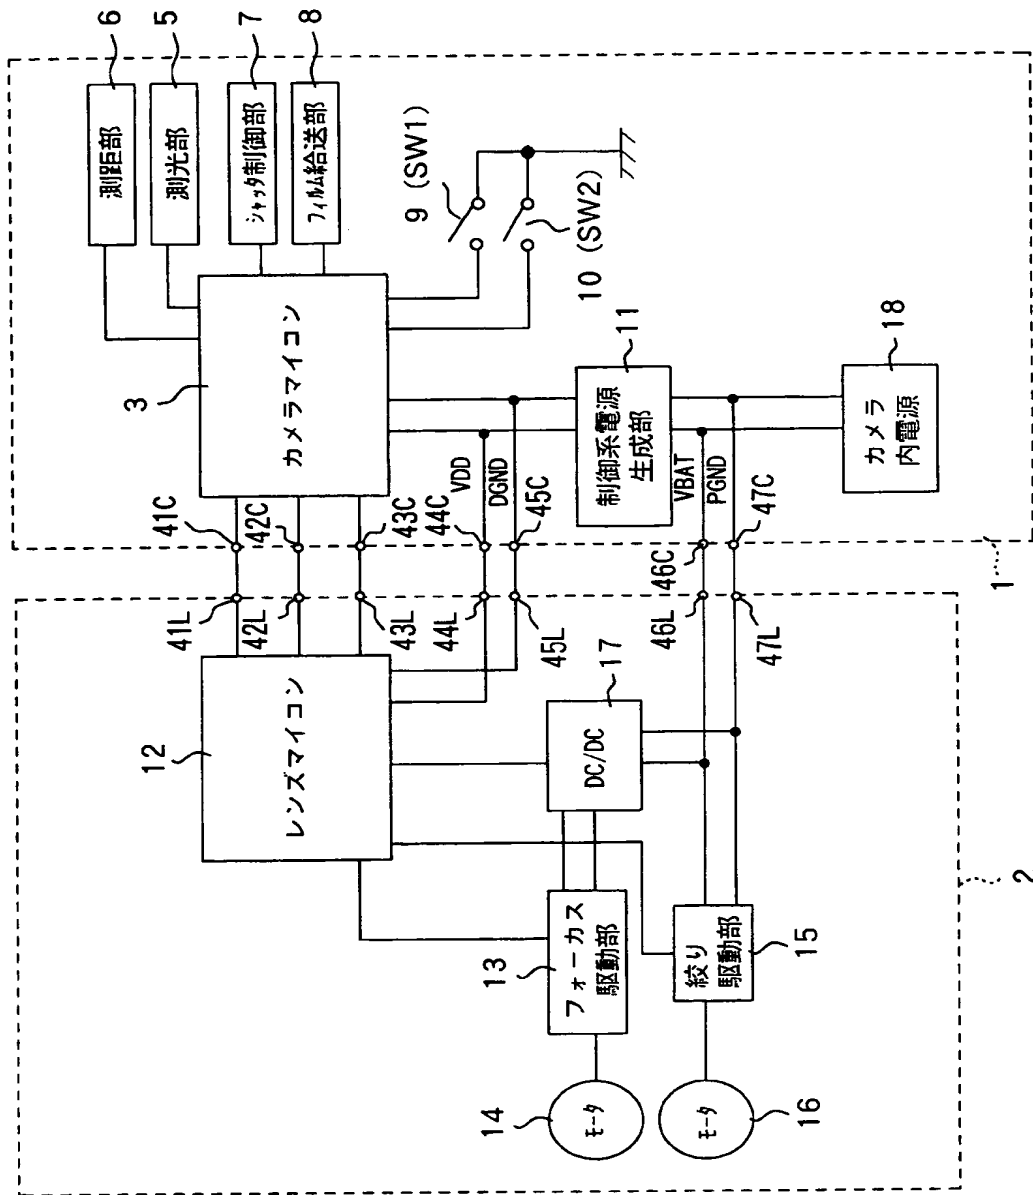 6
5
7
8
測距部
測光部
シャッタ制御部
フィルム給送部
9 (SW1)
10 (SW2)
3
カメラマイコン
11
制御系電源
生成部
18
カメラ
内電源
41C
42C
43C
44C
VDD
DGND
45C
VBAT
PGND
46C
47C
1
41L
42L
43L
44L
45L
46L
47L
12
レンズマイコン
17
DC/DC
13
フォーカス
駆動部
絞り
駆動部
15
14
モータ
モータ
16
2